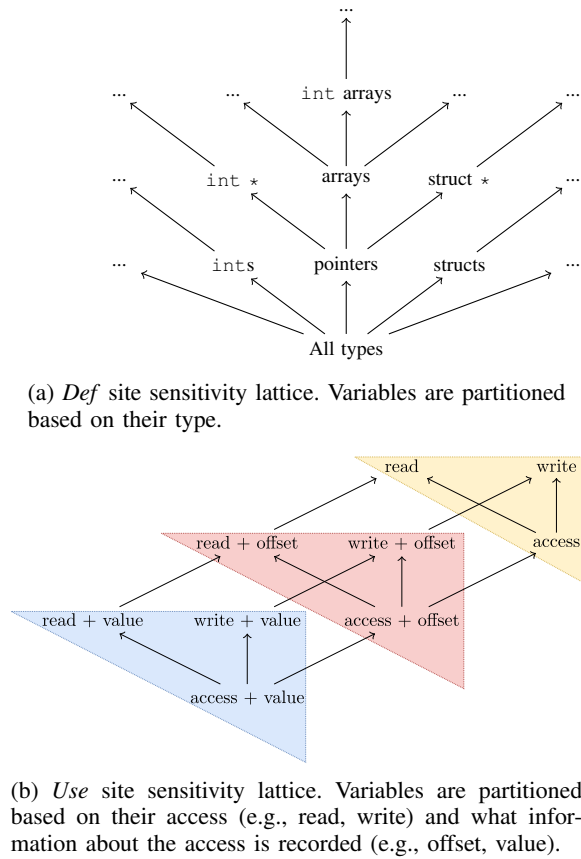 ...
... ... int arrays ... ...
int * arrays struct *
... ...
... ints pointers structs ...
All types
(a) Def site sensitivity lattice. Variables are partitioned
based on their type.
read write
read + offset write + offset access
read + value write + value access + offset
access + value
(b) Use site sensitivity lattice. Variables are partitioned
based on their access (e.g., read, write) and what infor-
mation about the access is recorded (e.g., offset, value).